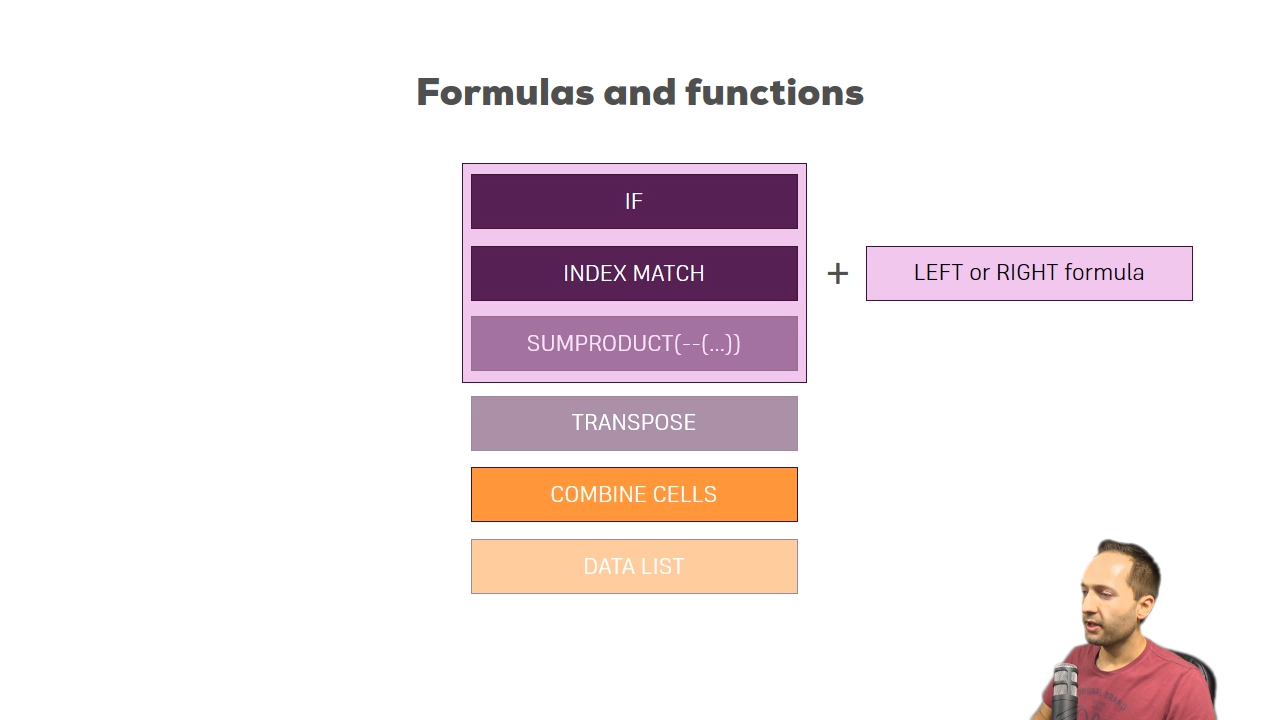 Formulas and functions
IF
INDEX MATCH
+
LEFT or RIGHT formula
SUMPRODUCT(--(...))
TRANSPOSE
COMBINE CELLS
DATA LIST